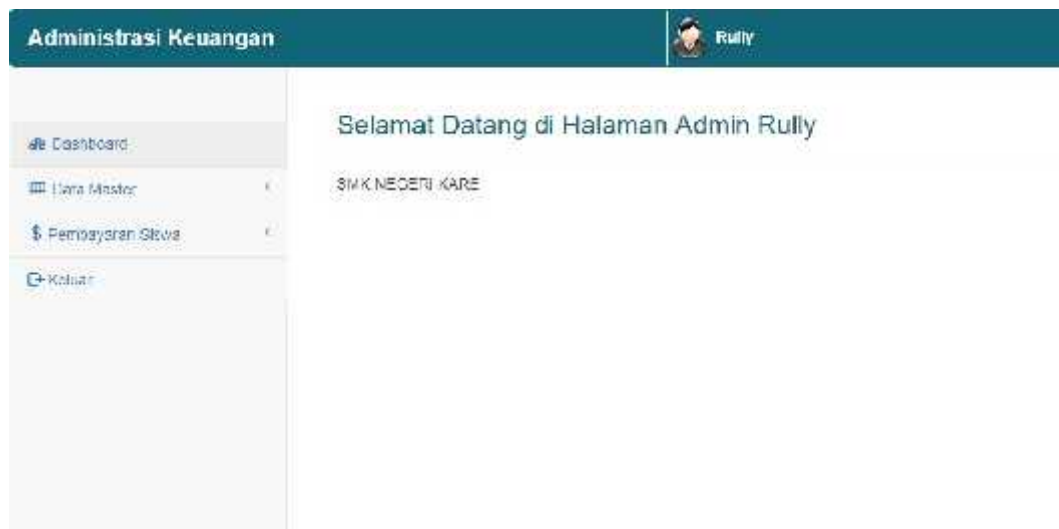 Administrasi Keuangan
Rully
Selamat Datang di Halaman Admin Rully
Dashboard
Data Master
SMK NEGERI KARE
$ Pembayaran Siswa
Keluar